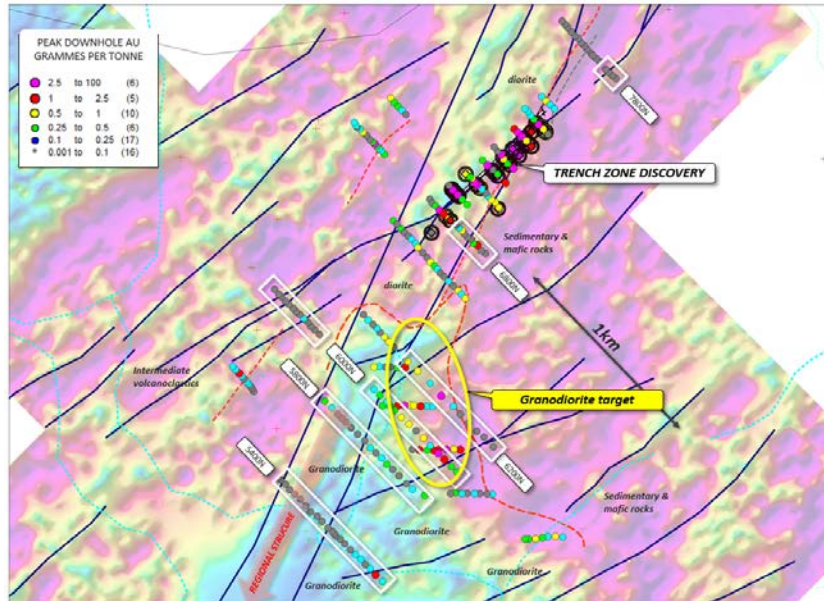 PEAK DOWNHOLE AU
GRAMMES PER TONNE
2.5 to 100 (6)
1 to 2.5 (5)
0.5 to 1 (10)
0.25 to 0.5 (6)
0.1 to 0.25 (17)
0.001 to 0.1 (16)
diorite
7800N
TRENCH ZONE DISCOVERY
Sedimentary &
mafic rocks
6800N
diorite
1km
Intermediate
volcanoclastics
5800N
6000N
Granodiorite target
5400N
Granodiorite
6200N
Sedimentary &
mafic rocks
Granodiorite
REGIONAL STRUCURE
Granodiorite
Granodiorite